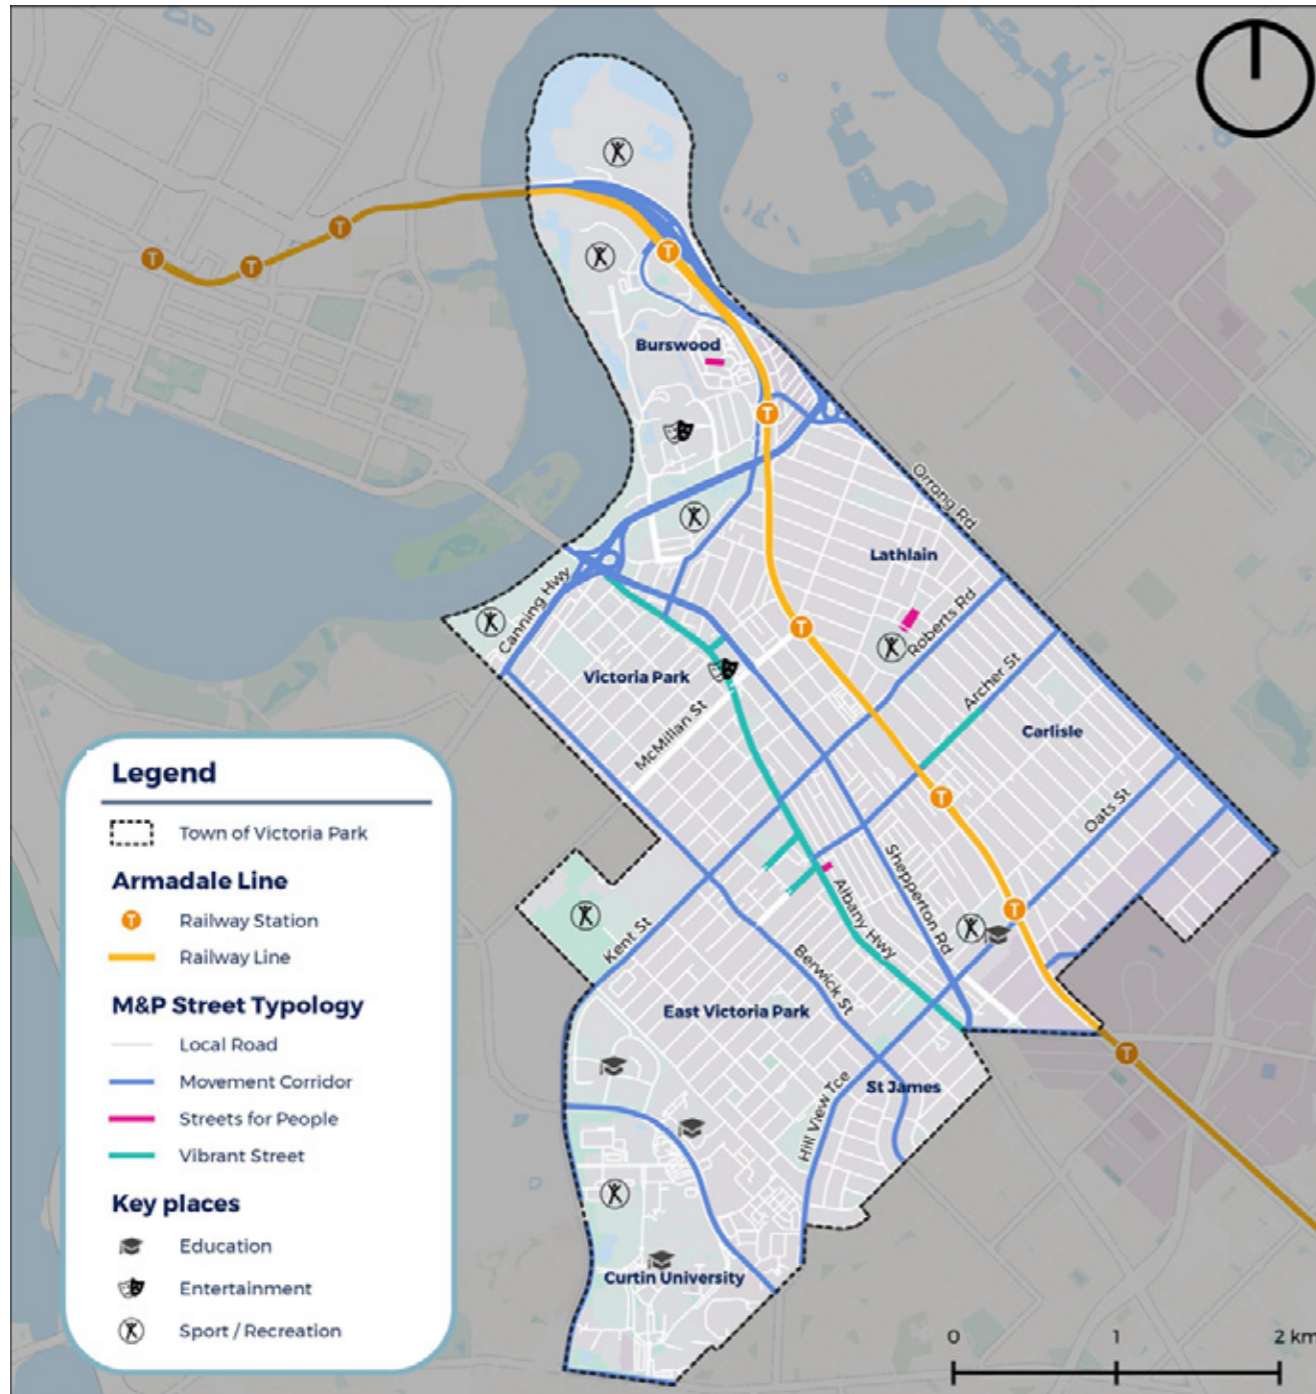 T
T
T
T
Burswood
T
Orrong Rd
Lathlain
Canning Hwy
T
Roberts Rd
Victoria Park
Archer St
McMillan St
Carlisle
T
Oats St
Shepperton Rd
Albany Hwy
T
Kent St
Berwick St
East Victoria Park
T
Hill View Tce
St James
Curtin University
Legend
Town of Victoria Park
Armadale Line
T Railway Station
Railway Line
M&P Street Typology
Local Road
Movement Corridor
Streets for People
Vibrant Street
Key places
Education
Entertainment
Sport / Recreation
0 1 2 km